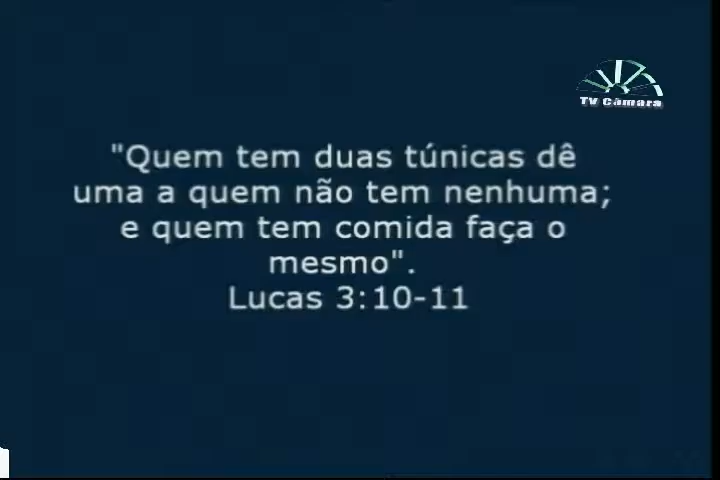 TV Câmara
"Quem tem duas túnicas dê
uma a quem não tem nenhuma;
e quem tem comida faça o
mesmo".
Lucas 3:10-11